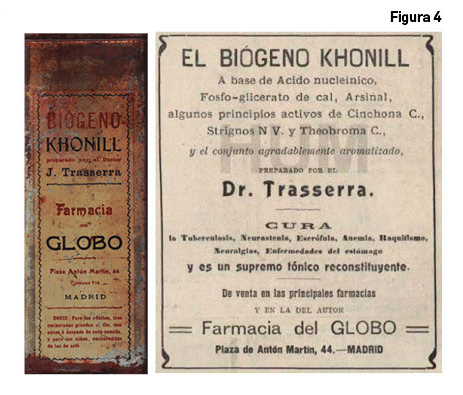 Figura 4
BIÓGENO
KHONILL
preparado por el Doctor
J. Trasserra
Farmacia
DEL
GLOBO
Plaza Antón Martín, 44
MADRID
EL BIÓGENO KHONILL
A base de Acido nucleínico,
Fosfo-glicerato de cal, Arsinal,
algunos principios activos de Cinchona C.,
Strignos N V. y Theobroma C.,
y el conjunto agradablemente aromatizado,
PREPARADO POR EL
Dr. Trasserra.
CURA
la Tuberculosis, Neurastenia, Escrófula, Anemia, Raquitismo,
Neuralgias, Enfermedades del estómago
y es un supremo tónico reconstituyente.
De venta en las principales farmacias
Y EN LA DEL AUTOR
Farmacia del GLOBO
Plaza de Antón Martín, 44.—MADRID